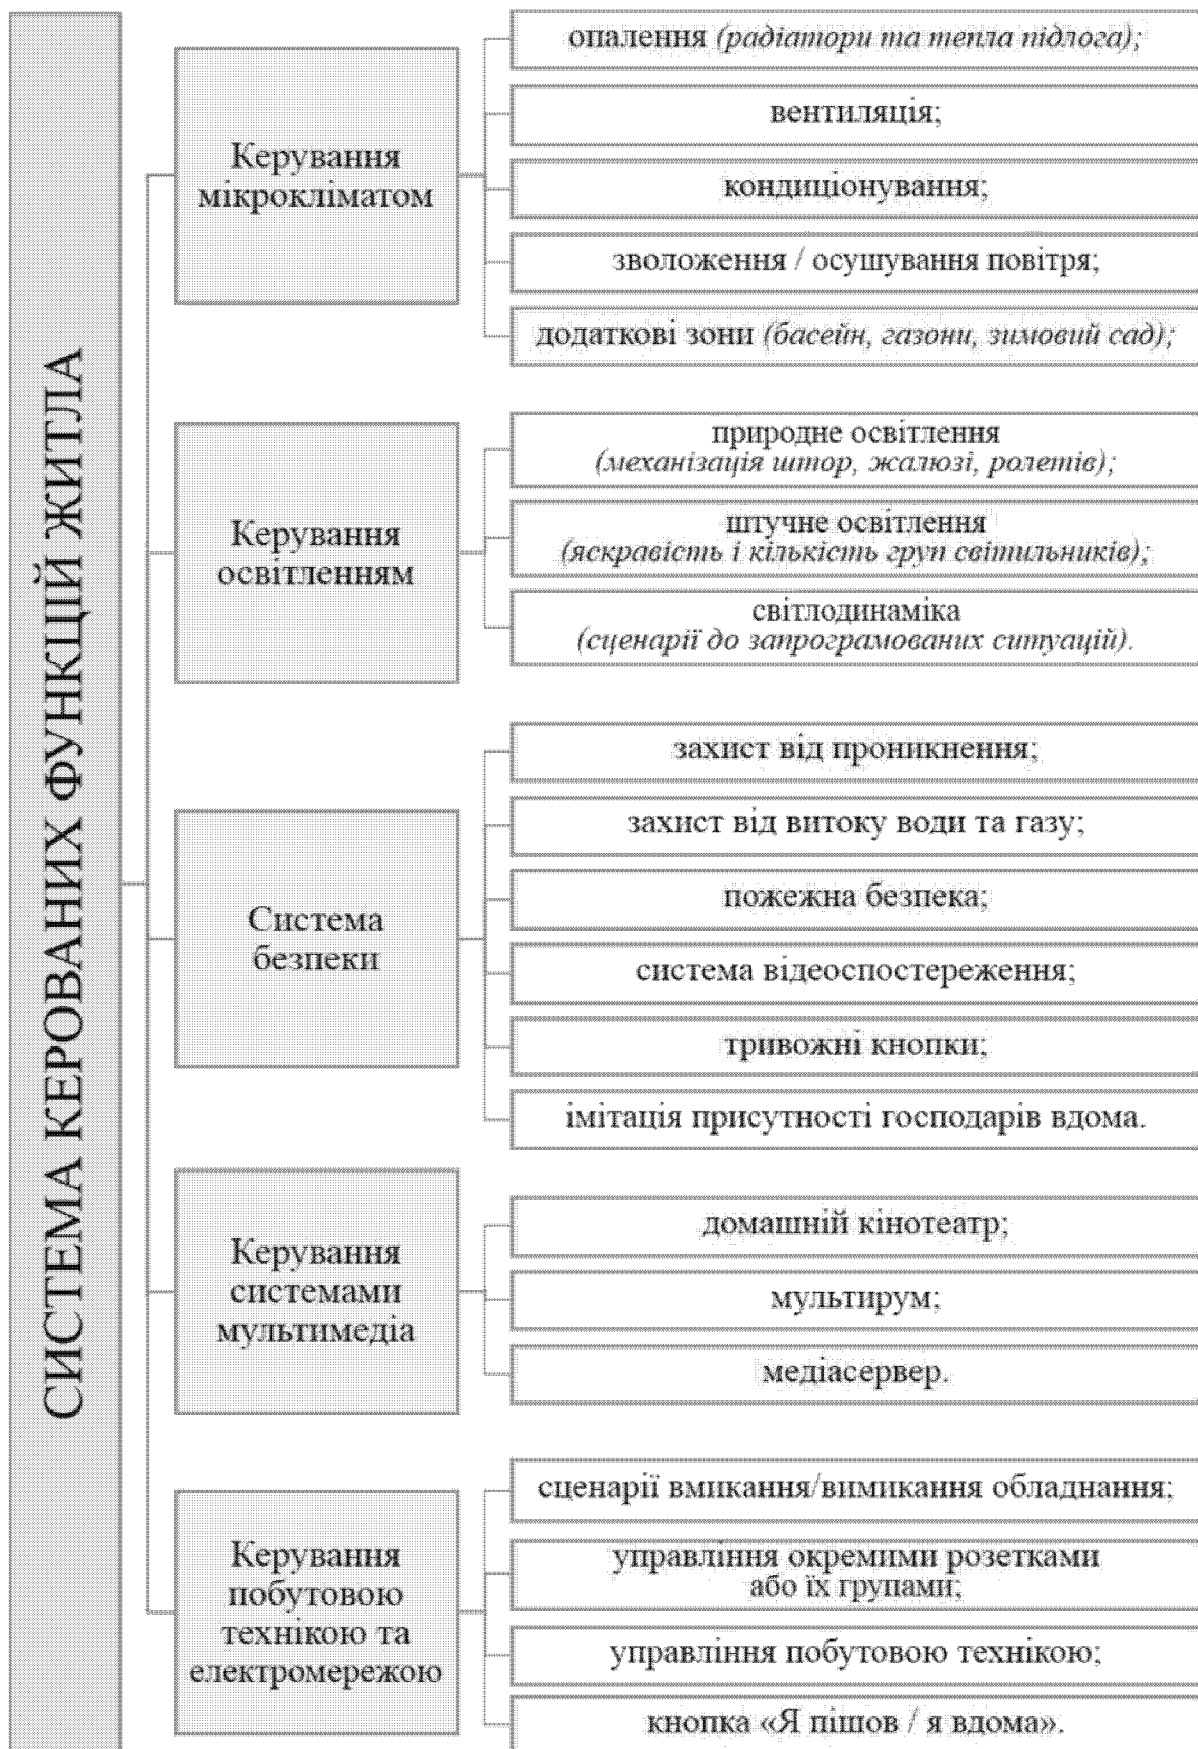 СИСТЕМА КЕРОВАНИХ ФУНКЦІЙ ЖИТЛА
Керування
мікрокліматом
опалення (радіатори та тепла підлога);
вентиляція;
кондиціонування;
зволоження / осушування повітря;
додаткові зони (басейн, газони, зимовий сад);
Керування
освітленням
природне освітлення
(механізація штор, жалюзі, ролетів);
штучне освітлення
(яскравість і кількість груп світильників);
світлодинаміка
(сценарії до запрограмованих ситуацій).
Система
безпеки
захист від проникнення;
захист від витоку води та газу;
пожежна безпека;
система відеоспостереження;
тривожні кнопки;
імітація присутності господарів вдома.
Керування
системами
мультимедіа
домашній кінотеатр;
мультирум;
медіасервер.
Керування
побутовою
технікою та
електромережою
сценарії вмикання/вимикання обладнання;
управління окремими розетками
або їх групами;
управління побутовою технікою;
кнопка «Я пішов / я вдома».